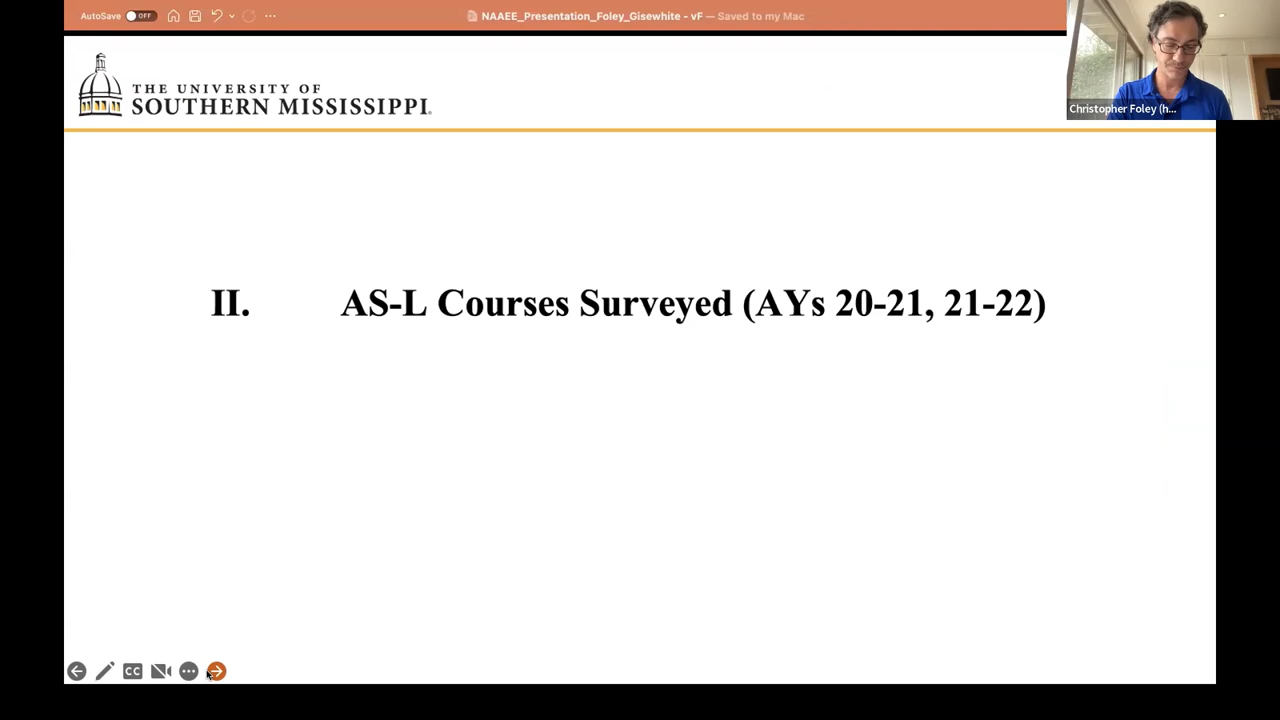 AutoSave OFF
NAAEE_Presentation_Foley_Gisewhite - vF — Saved to my Mac
THE UNIVERSITY OF
SOUTHERN MISSISSIPPI.
Christopher Foley (h...
II. AS-L Courses Surveyed (AYs 20-21, 21-22)
CC